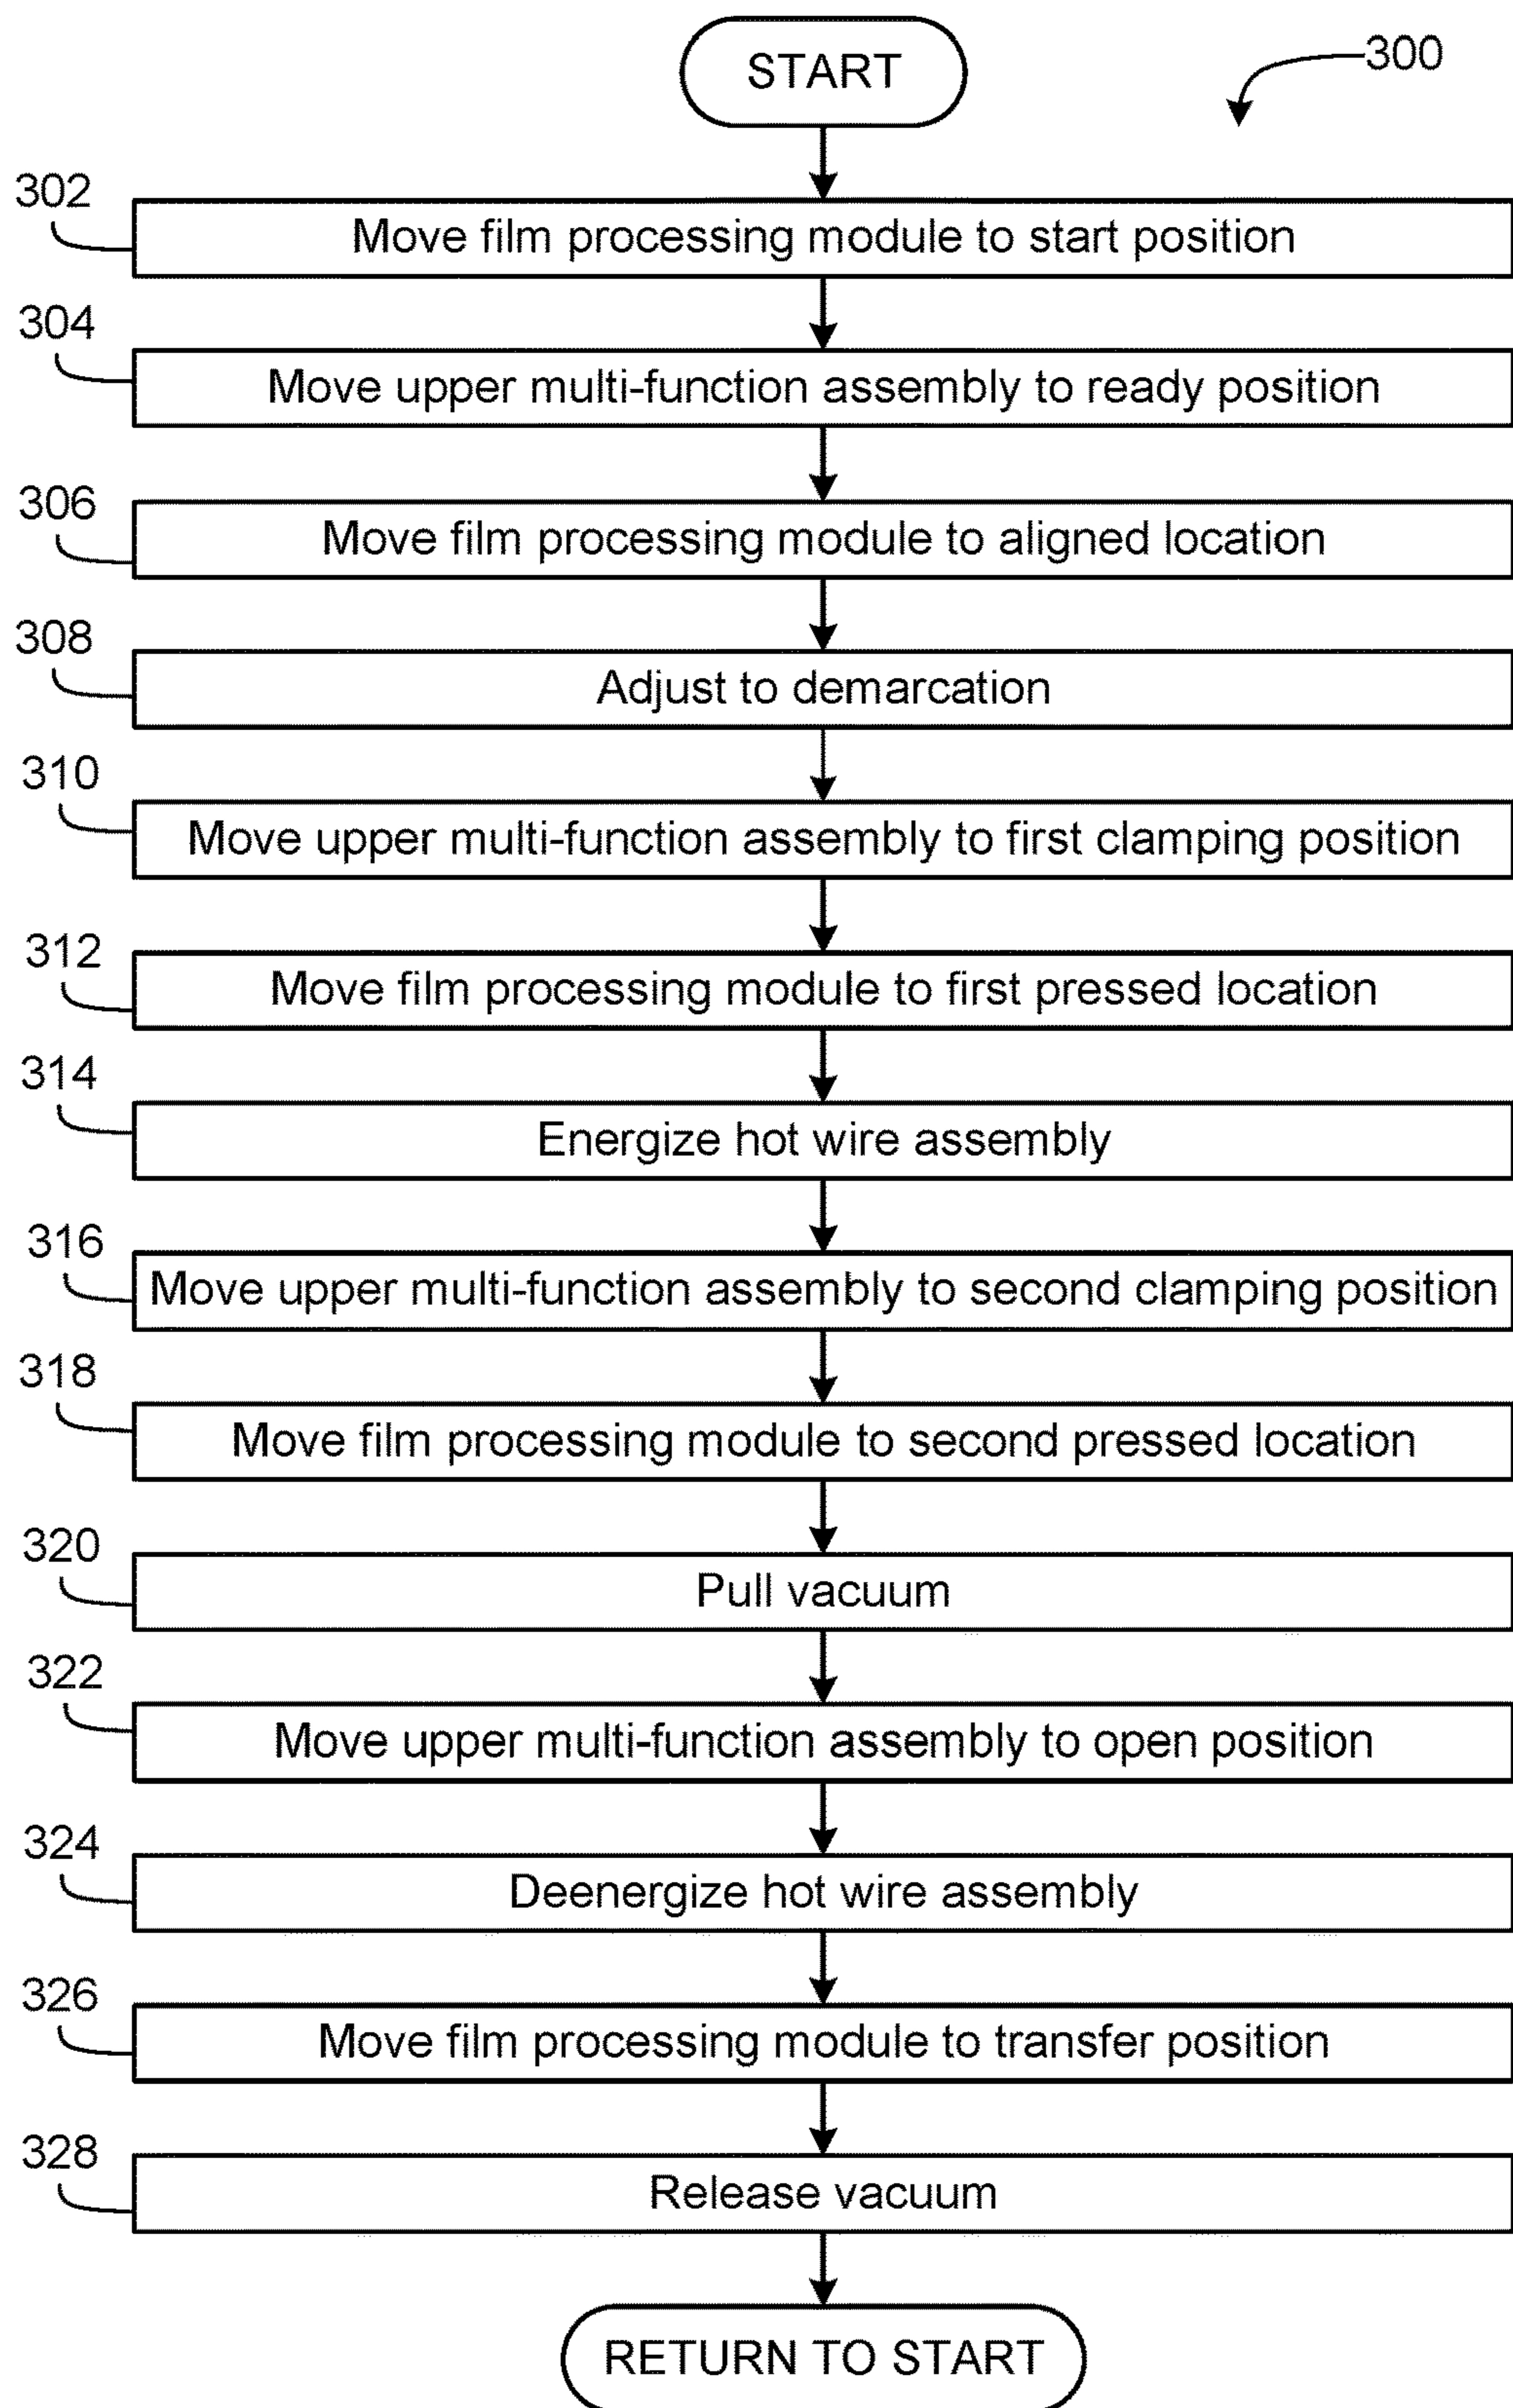 START
300
302
Move film processing module to start position
304
Move upper multi-function assembly to ready position
306
Move film processing module to aligned location
308
Adjust to demarcation
310
Move upper multi-function assembly to first clamping position
312
Move film processing module to first pressed location
314
Energize hot wire assembly
316
Move upper multi-function assembly to second clamping position
318
Move film processing module to second pressed location
320
Pull vacuum
322
Move upper multi-function assembly to open position
324
Deenergize hot wire assembly
326
Move film processing module to transfer position
328
Release vacuum
RETURN TO START